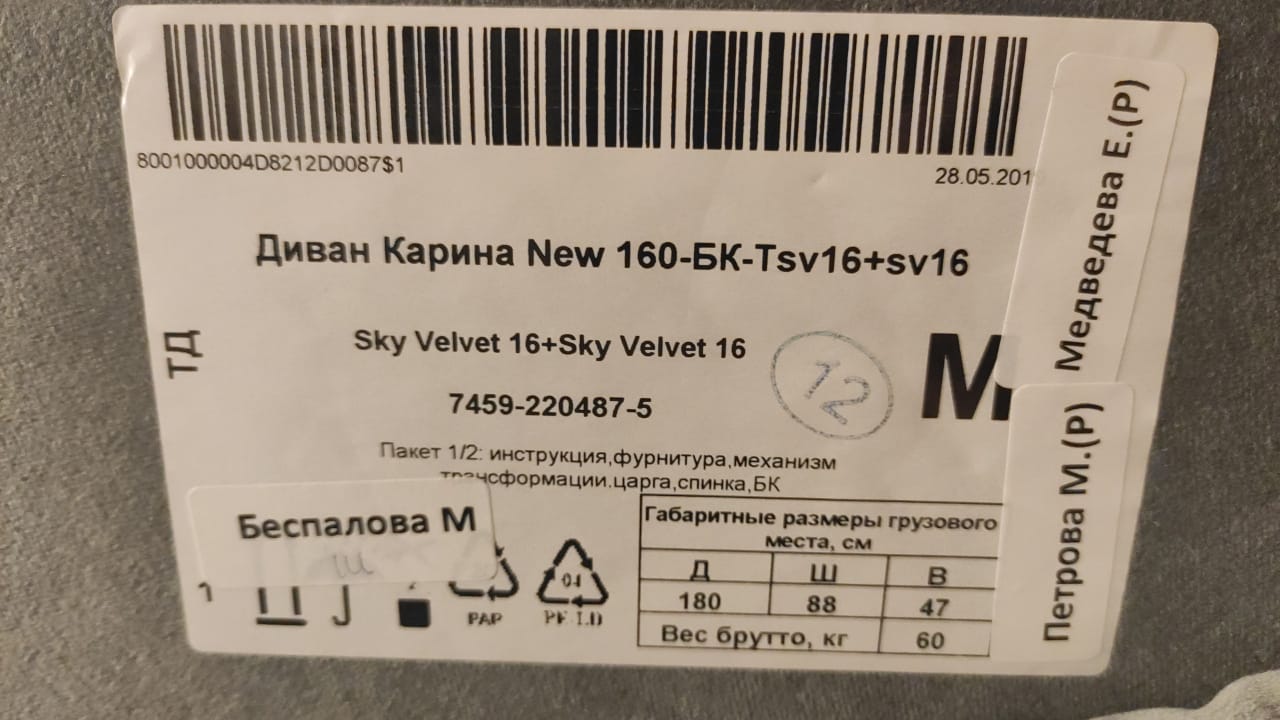 8001000004D8212D0087$1
28.05.201
Диван Карина New 160-БК-Tsv16+sv16
ТД
Sky Velvet 16+Sky Velvet 16
12
М
7459-220487-5
Пакет 1/2: инструкция,фурнитура,механизм
трансформации.царга,спинка,БК
Беспалова М
Габаритные размеры грузового
места, см
Д Ш В
180 88 47
Вес брутто, кг 60
1
PAP
04
PE LD
Медведева Е.(Р)
Петрова М.(Р)